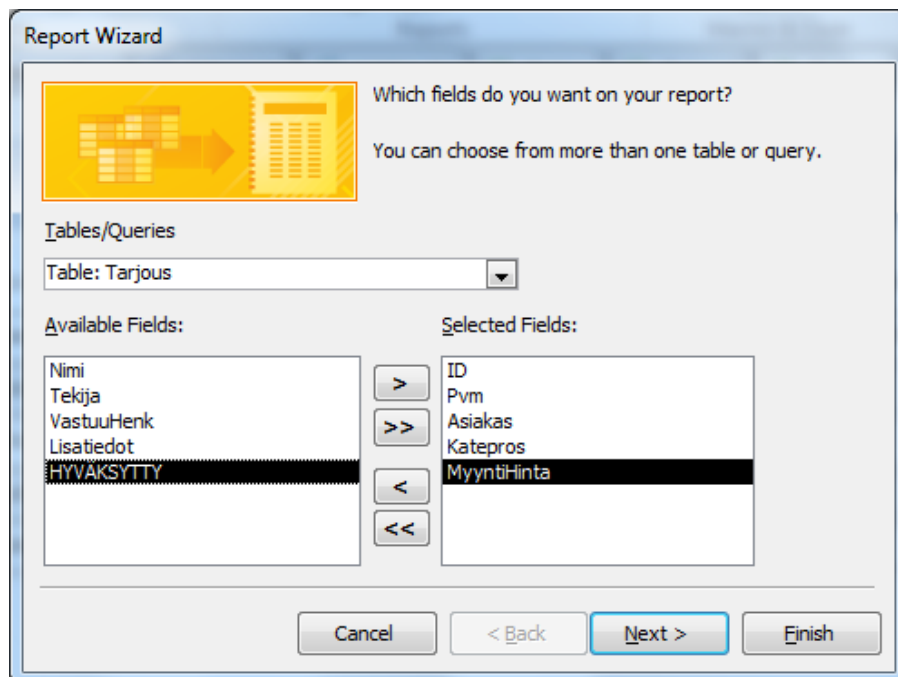 Report Wizard
Which fields do you want on your report?
You can choose from more than one table or query.
Tables/Queries
Table: Tarjous
Available Fields:
Selected Fields:
Nimi
Tekija
VastuuHenk
Lisatiedot
HYVÄKSYTTY
>
>>
<
<<
ID
Pvm
Asiakas
Katepros
MyyntiHinta
Cancel
< Back
Next >
Finish